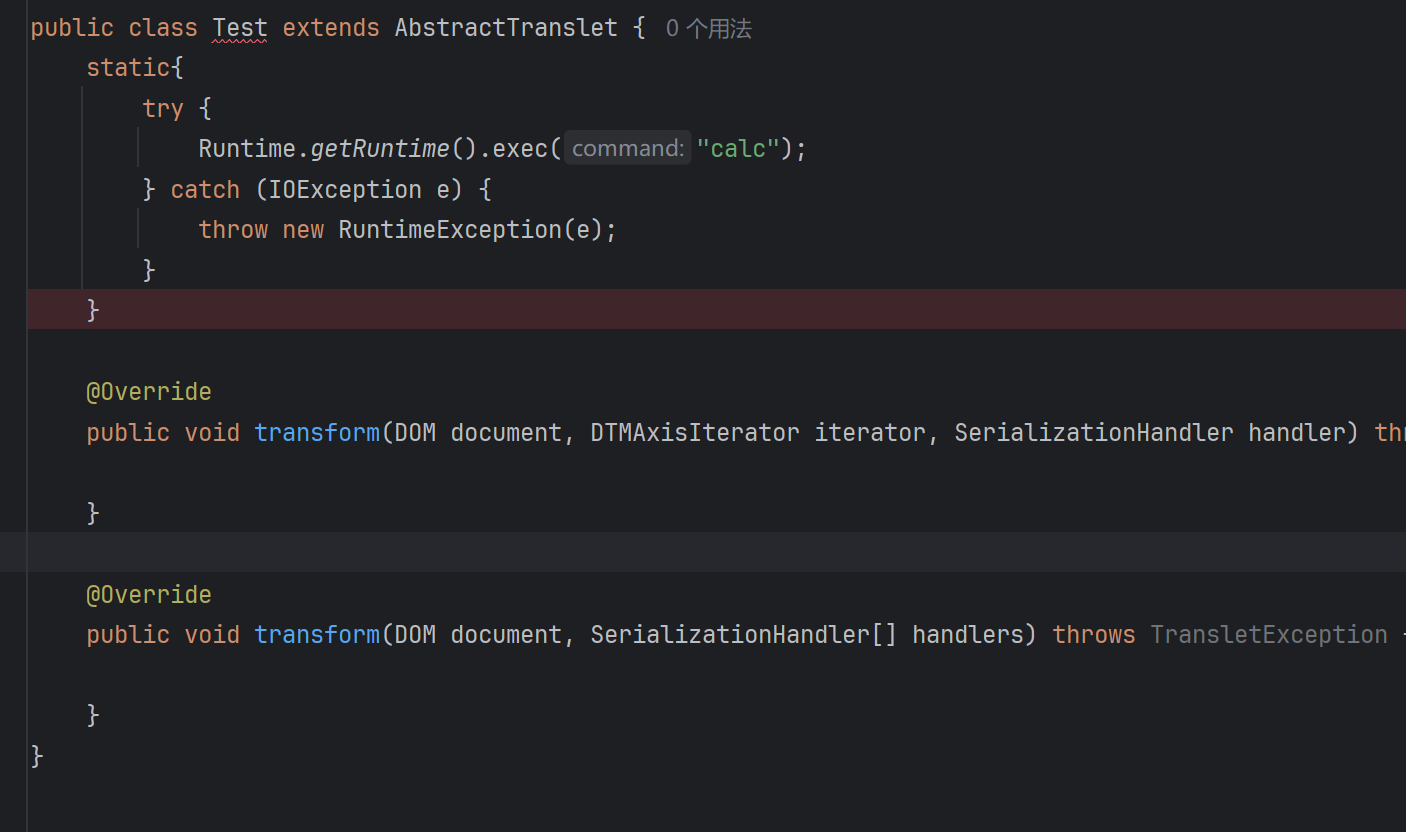 public class Test extends AbstractTranslet { 0 个用法
static{
try {
Runtime.getRuntime().exec( command: "calc");
} catch (IOException e) {
throw new RuntimeException(e);
}
}
@Override
public void transform(DOM document, DTMAxisIterator iterator, SerializationHandler handler) thr
}
@Override
public void transform(DOM document, SerializationHandler[] handlers) throws TransletException
}
}